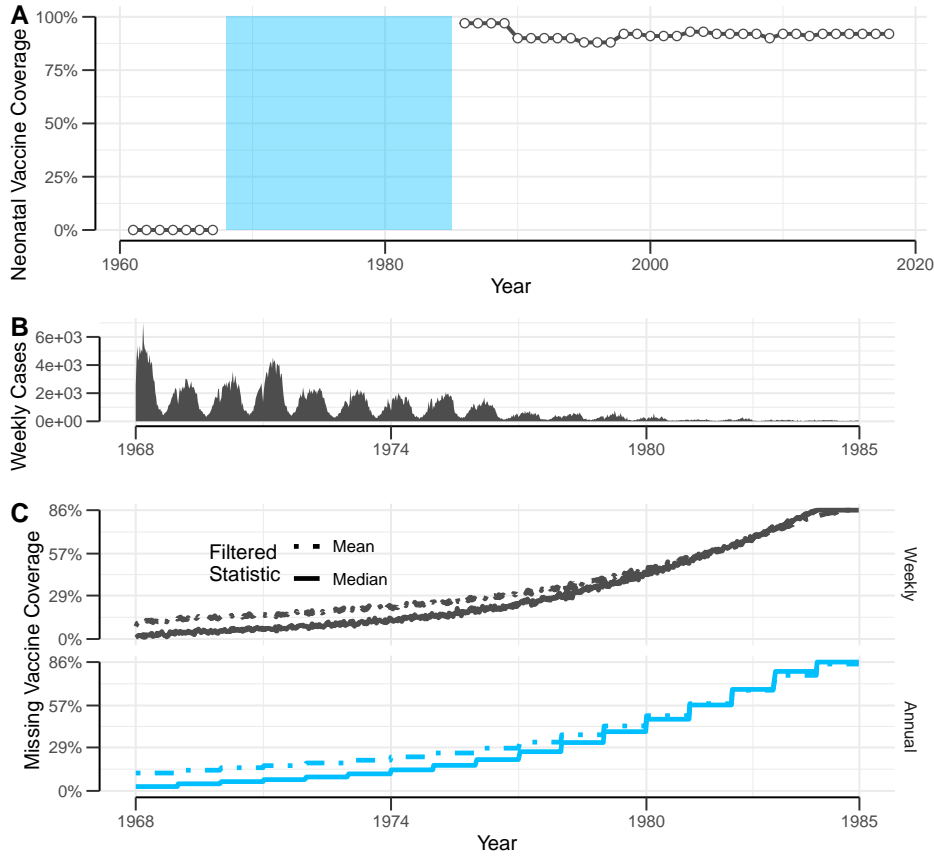 A
Neonatal Vaccine Coverage
100%
75%
50%
25%
0%
1960
1980
2000
2020
Year
B
Weekly Cases
6e+03
4e+03
2e+03
0e+00
1968
1974
1980
1985
C
Missing Vaccine Coverage
86%
57%
29%
0%
Filtered
Statistic
Mean
Median
Weekly
86%
57%
29%
0%
Annual
1968
1974
1980
1985
Year